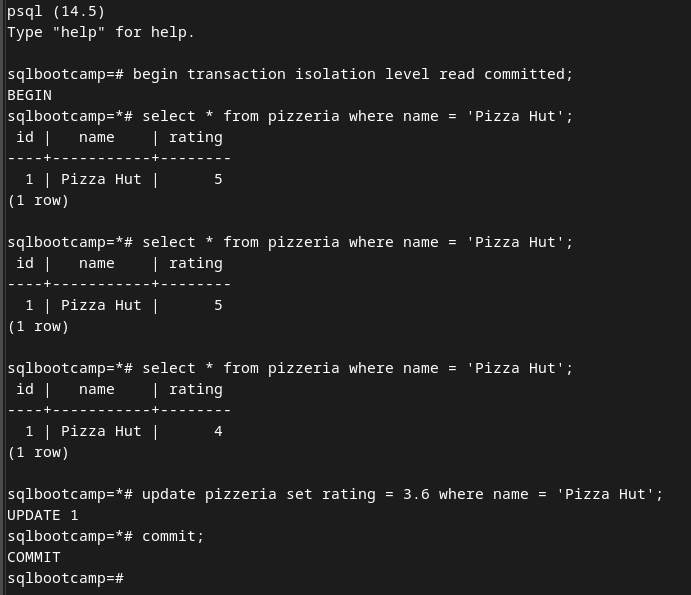 psql (14.5)
Type "help" for help.

sqlbootcamp=# begin transaction isolation level read committed;
BEGIN
sqlbootcamp=*# select * from pizzeria where name = 'Pizza Hut';
 id |   name    | rating
----+-----------+--------
  1 | Pizza Hut |      5
(1 row)

sqlbootcamp=*# select * from pizzeria where name = 'Pizza Hut';
 id |   name    | rating
----+-----------+--------
  1 | Pizza Hut |      5
(1 row)

sqlbootcamp=*# select * from pizzeria where name = 'Pizza Hut';
 id |   name    | rating
----+-----------+--------
  1 | Pizza Hut |      4
(1 row)

sqlbootcamp=*# update pizzeria set rating = 3.6 where name = 'Pizza Hut';
UPDATE 1
sqlbootcamp=*# commit;
COMMIT
sqlbootcamp=#